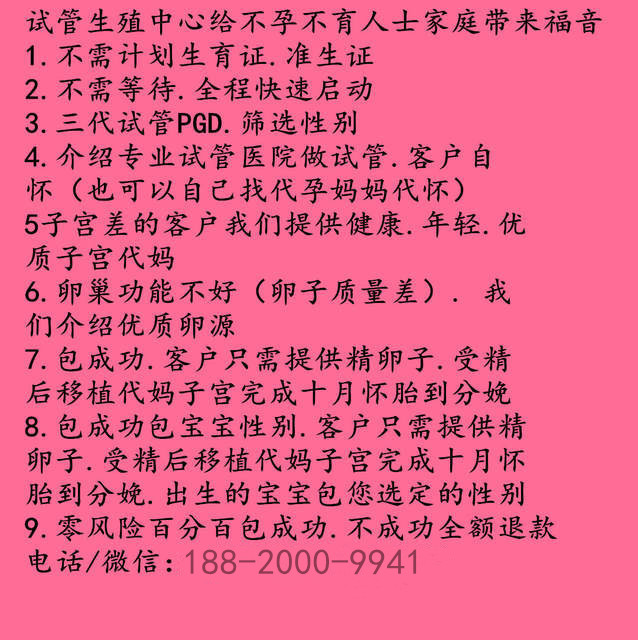 试管生殖中心给不孕不育人士家庭带来福音
1.不需计划生育证.准生证
2.不需等待.全程快速启动
3.三代试管PGD.筛选性别
4.介绍专业试管医院做试管.客户自
怀（也可以自己找代孕妈妈代怀）
5子宫差的客户我们提供健康.年轻.优
质子宫代妈
6.卵巢功能不好（卵子质量差）. 我
们介绍优质卵源
7.包成功.客户只需提供精卵子.受精
后移植代妈子宫完成十月怀胎到分娩
8.包成功包宝宝性别.客户只需提供精
卵子.受精后移植代妈子宫完成十月怀
胎到分娩.出生的宝宝包您选定的性别
9.零风险百分百包成功.不成功全额退款
电话/微信：188-2000-9941